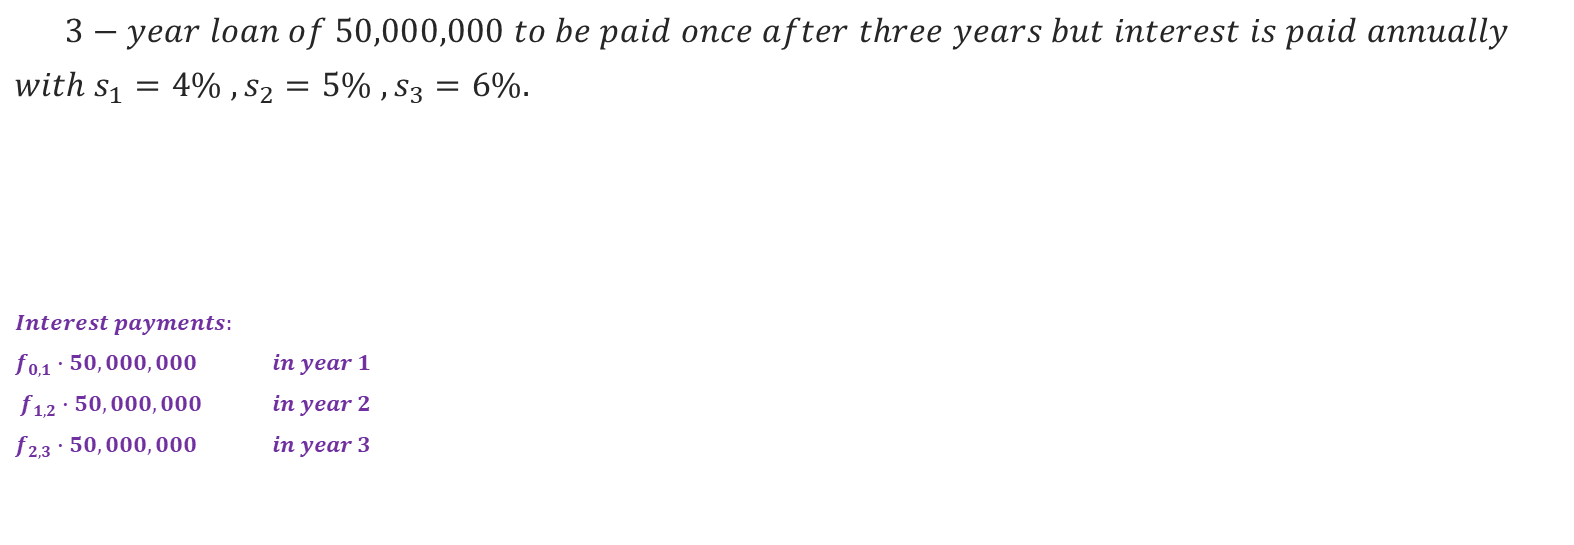 3 − year loan of 50,000,000 to be paid once after three years but interest is paid annually
with s₁ = 4% , s₂ = 5% , s₃ = 6%.
Interest payments:
f₀,₁ · 50, 000, 000 in year 1
f₁,₂ · 50, 000, 000 in year 2
f₂,₃ · 50, 000, 000 in year 3